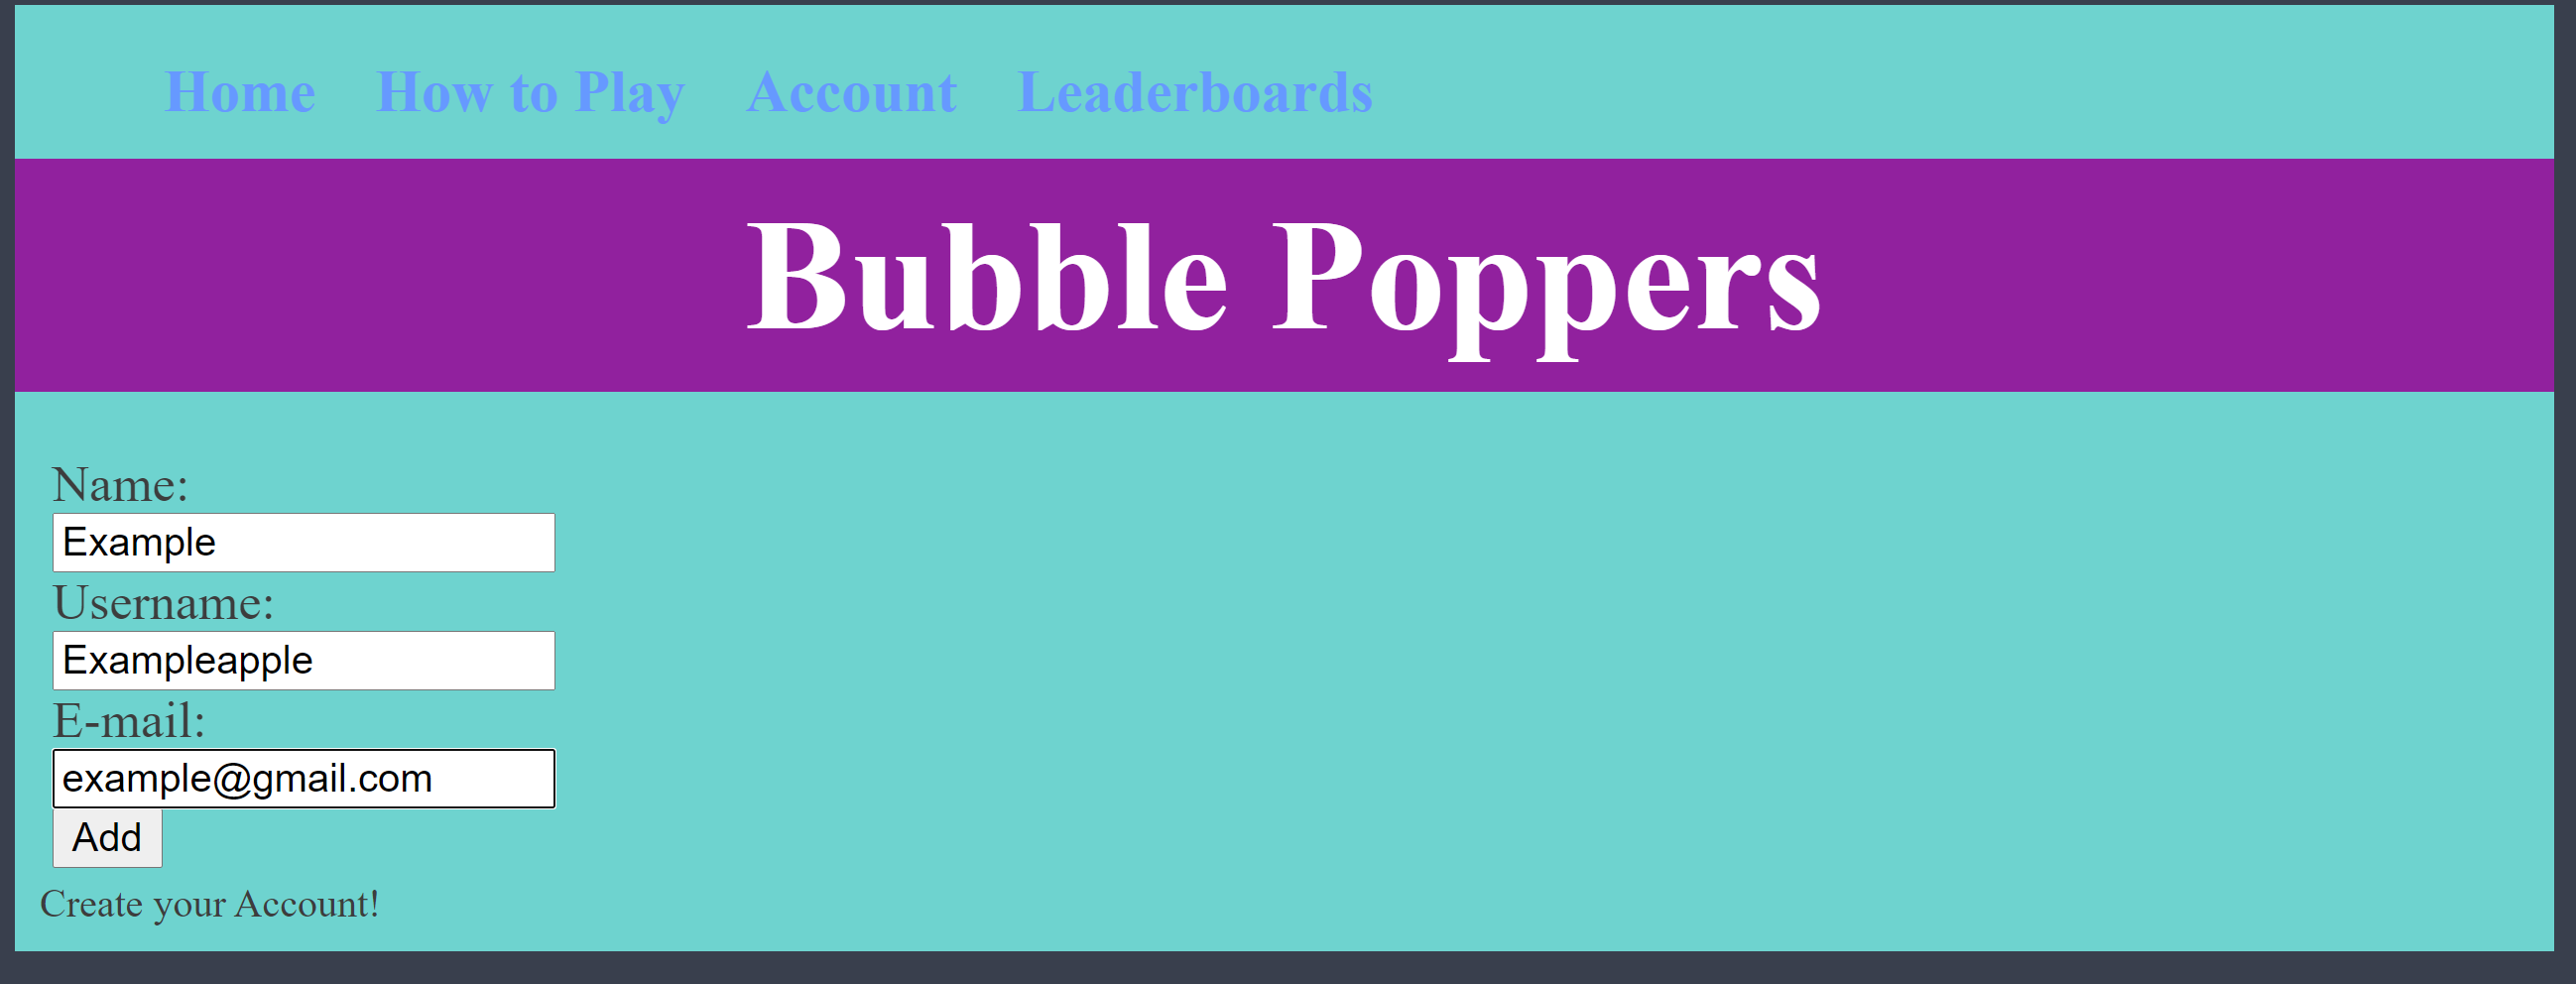 Home How to Play Account Leaderboards
Bubble Poppers
Name:
Example
Username:
Exampleapple
E-mail:
example@gmail.com
Add
Create your Account!